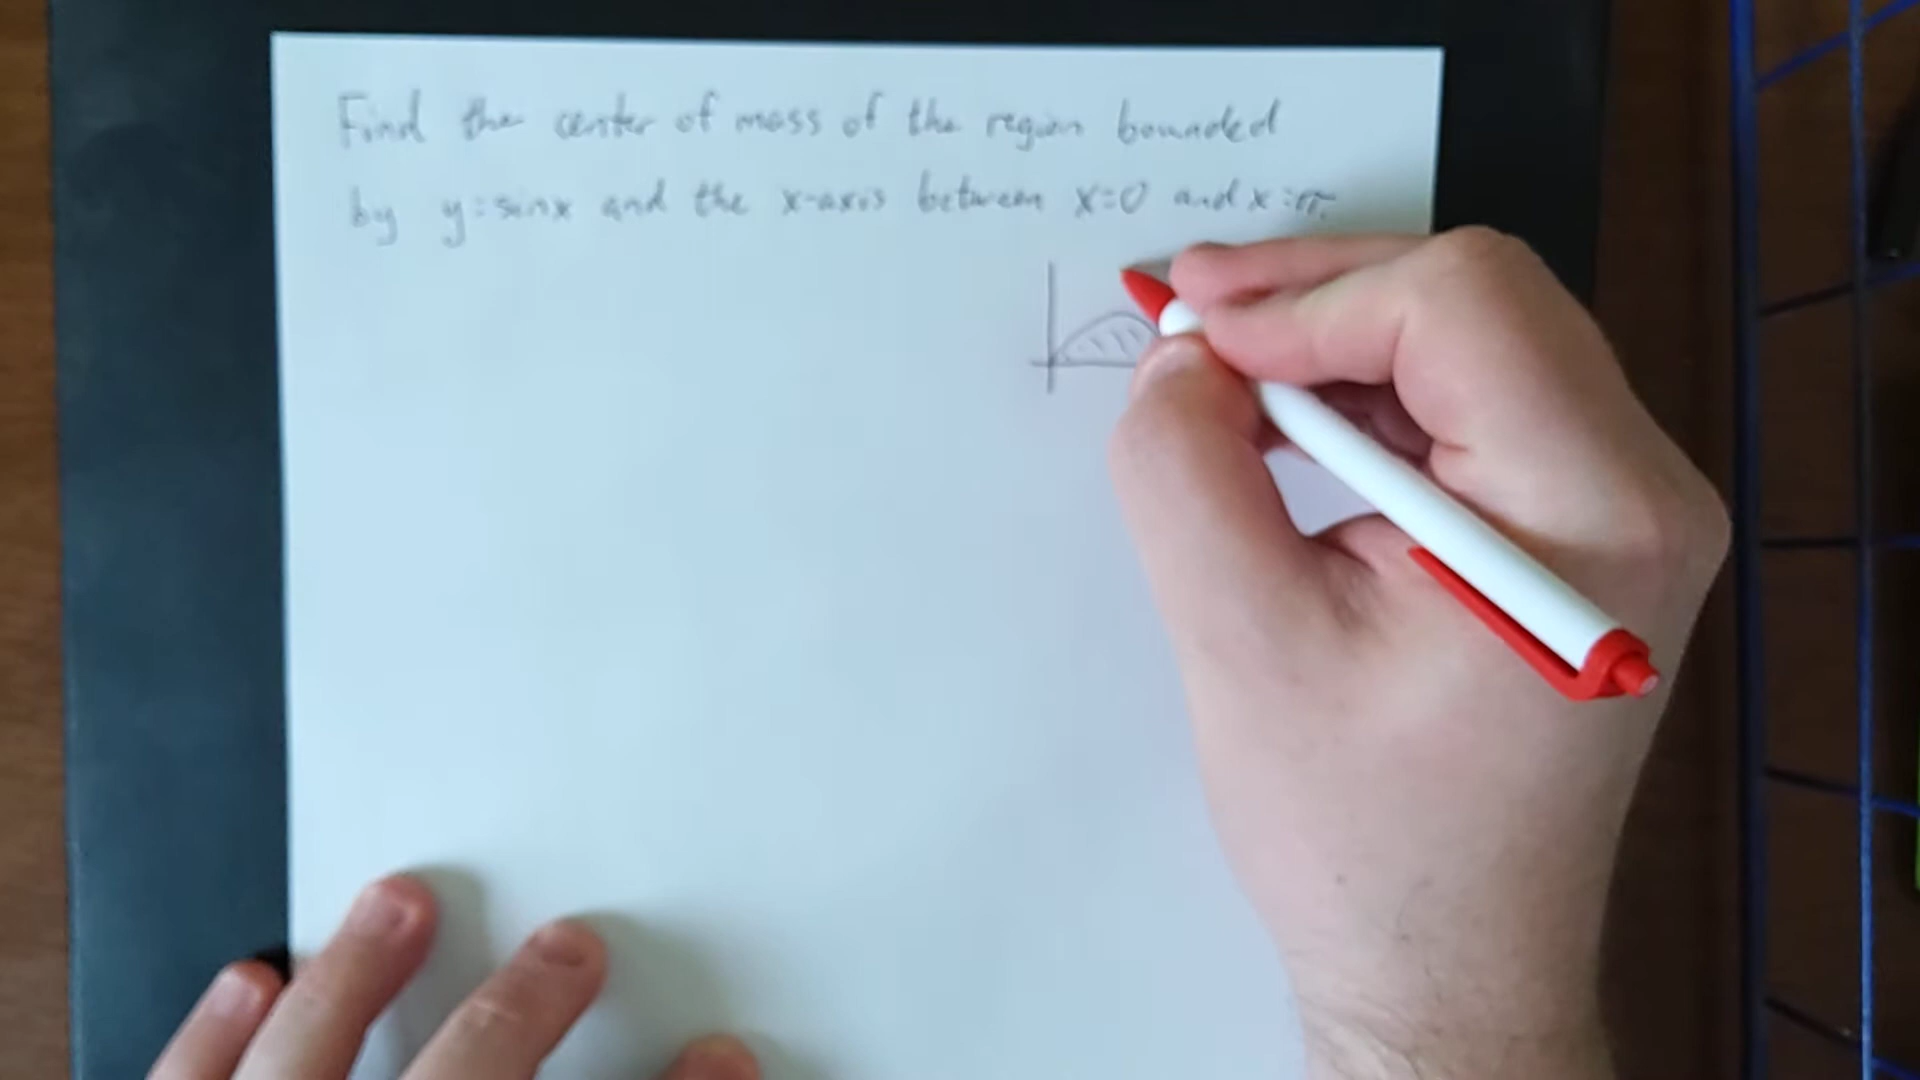 Find the center of mass of the region bounded
by y=sinx and the x-axis between x=0 and x=π.